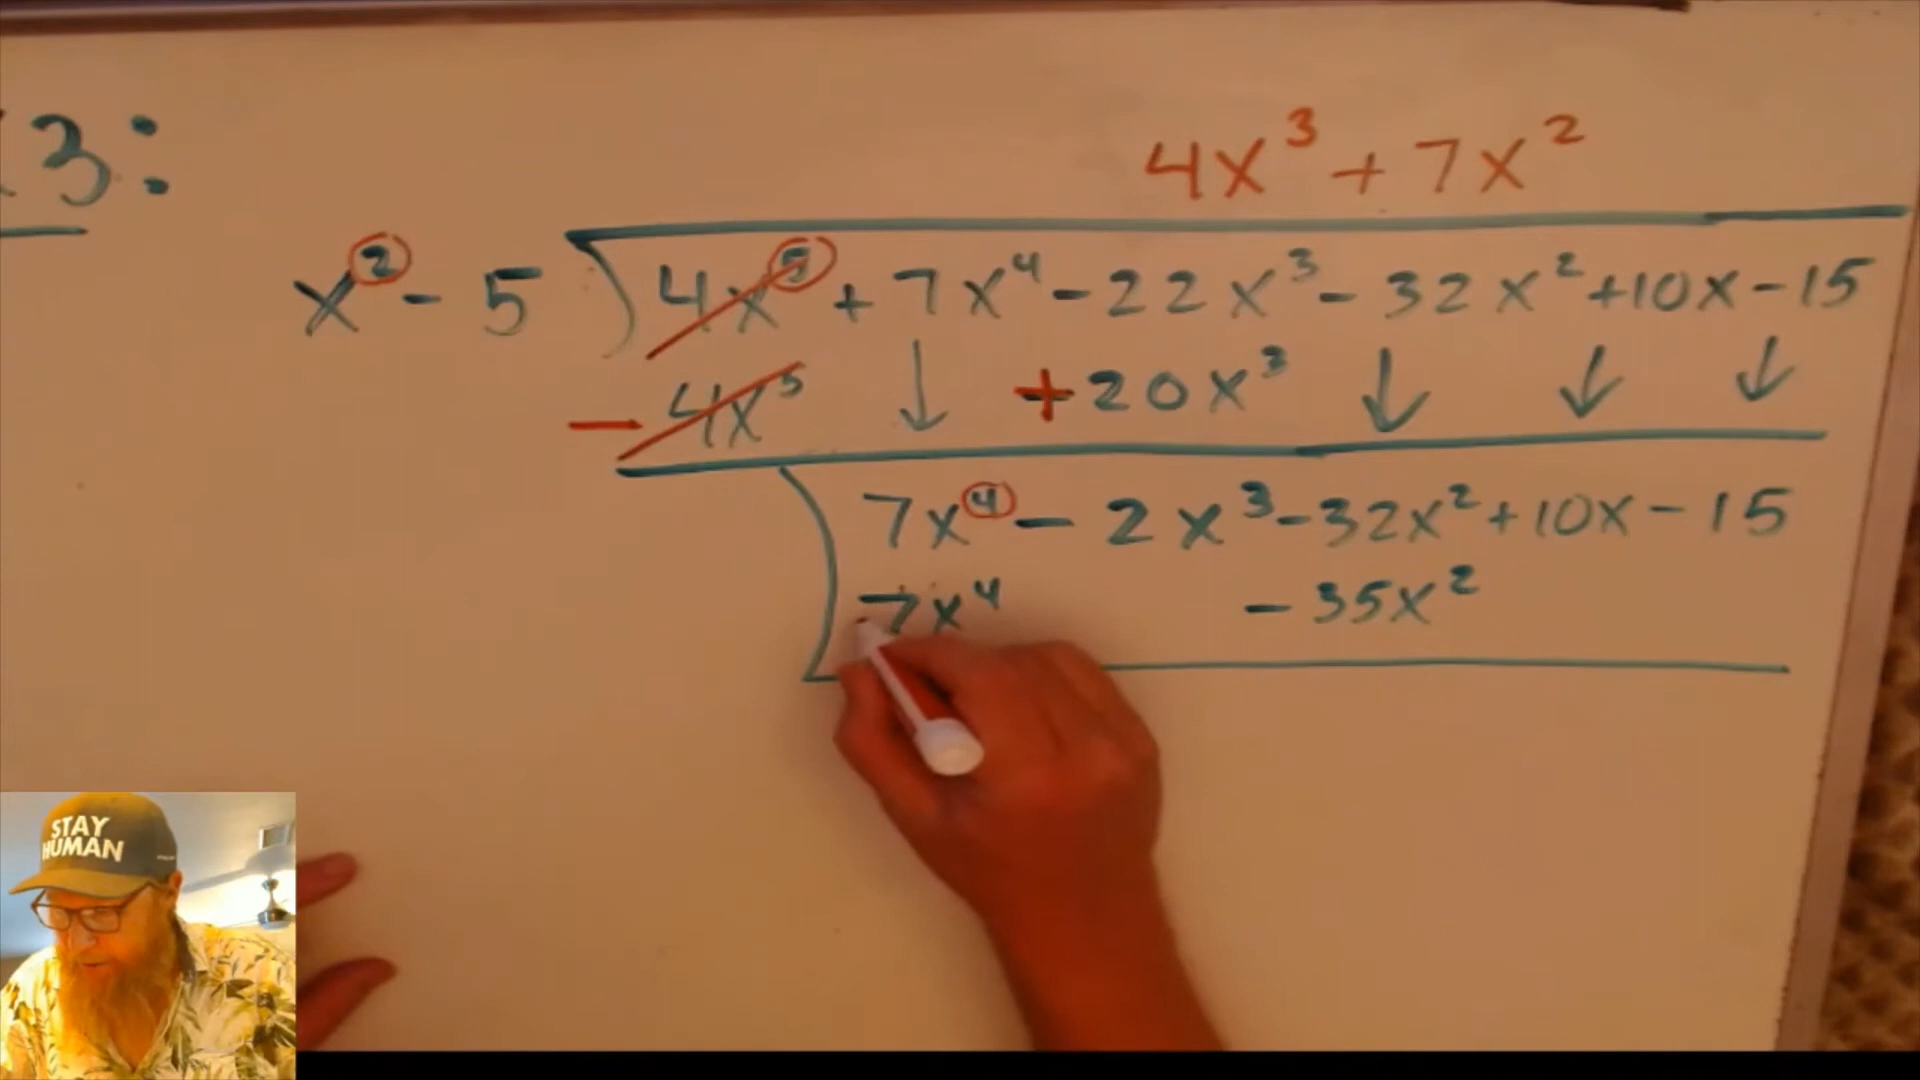 3:
4x³ + 7x²
x² - 5 ) 4x⁵ + 7x⁴ - 22x³ - 32x² + 10x - 15
- 4x⁵ ↓ + 20x³ ↓ ↓ ↓
7x⁴ - 2x³ - 32x² + 10x - 15
7x⁴ - 35x²
STAY
HUMAN